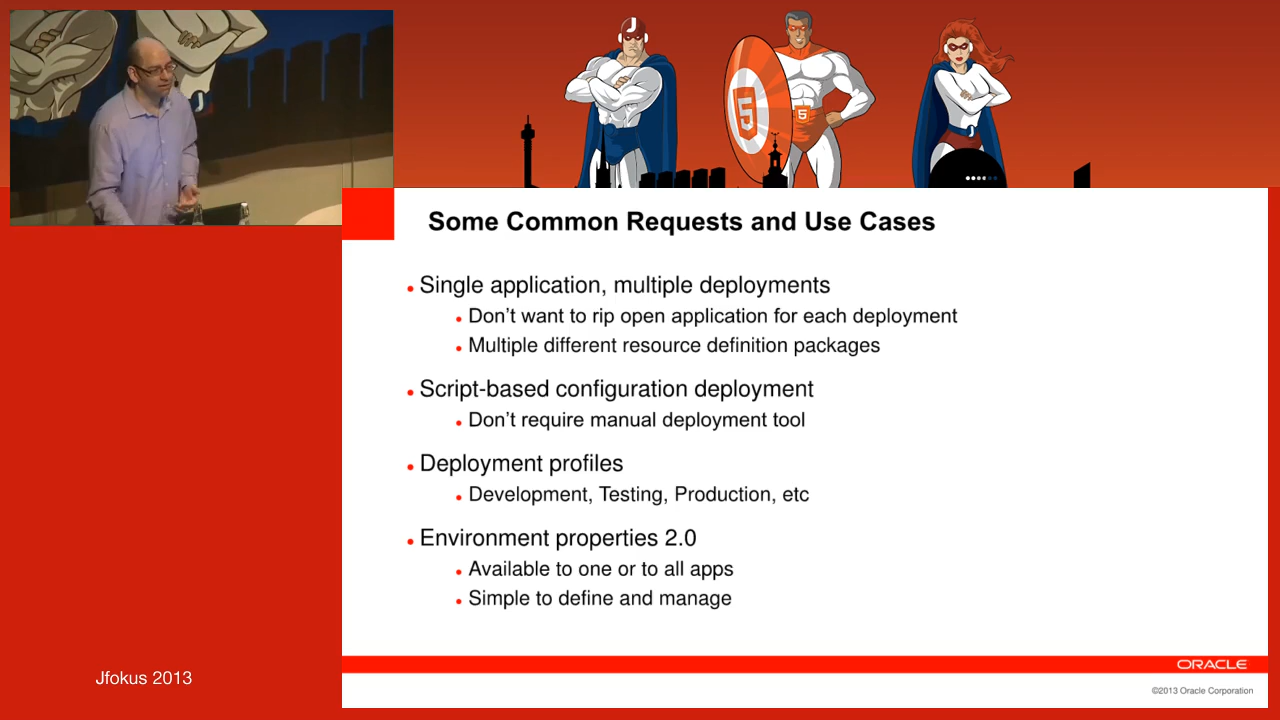 J
5
5
J
J
Some Common Requests and Use Cases
Single application, multiple deployments
Don't want to rip open application for each deployment
Multiple different resource definition packages
Script-based configuration deployment
Don't require manual deployment tool
Deployment profiles
Development, Testing, Production, etc
Environment properties 2.0
Available to one or to all apps
Simple to define and manage
ORACLE
Jfokus 2013
©2013 Oracle Corporation